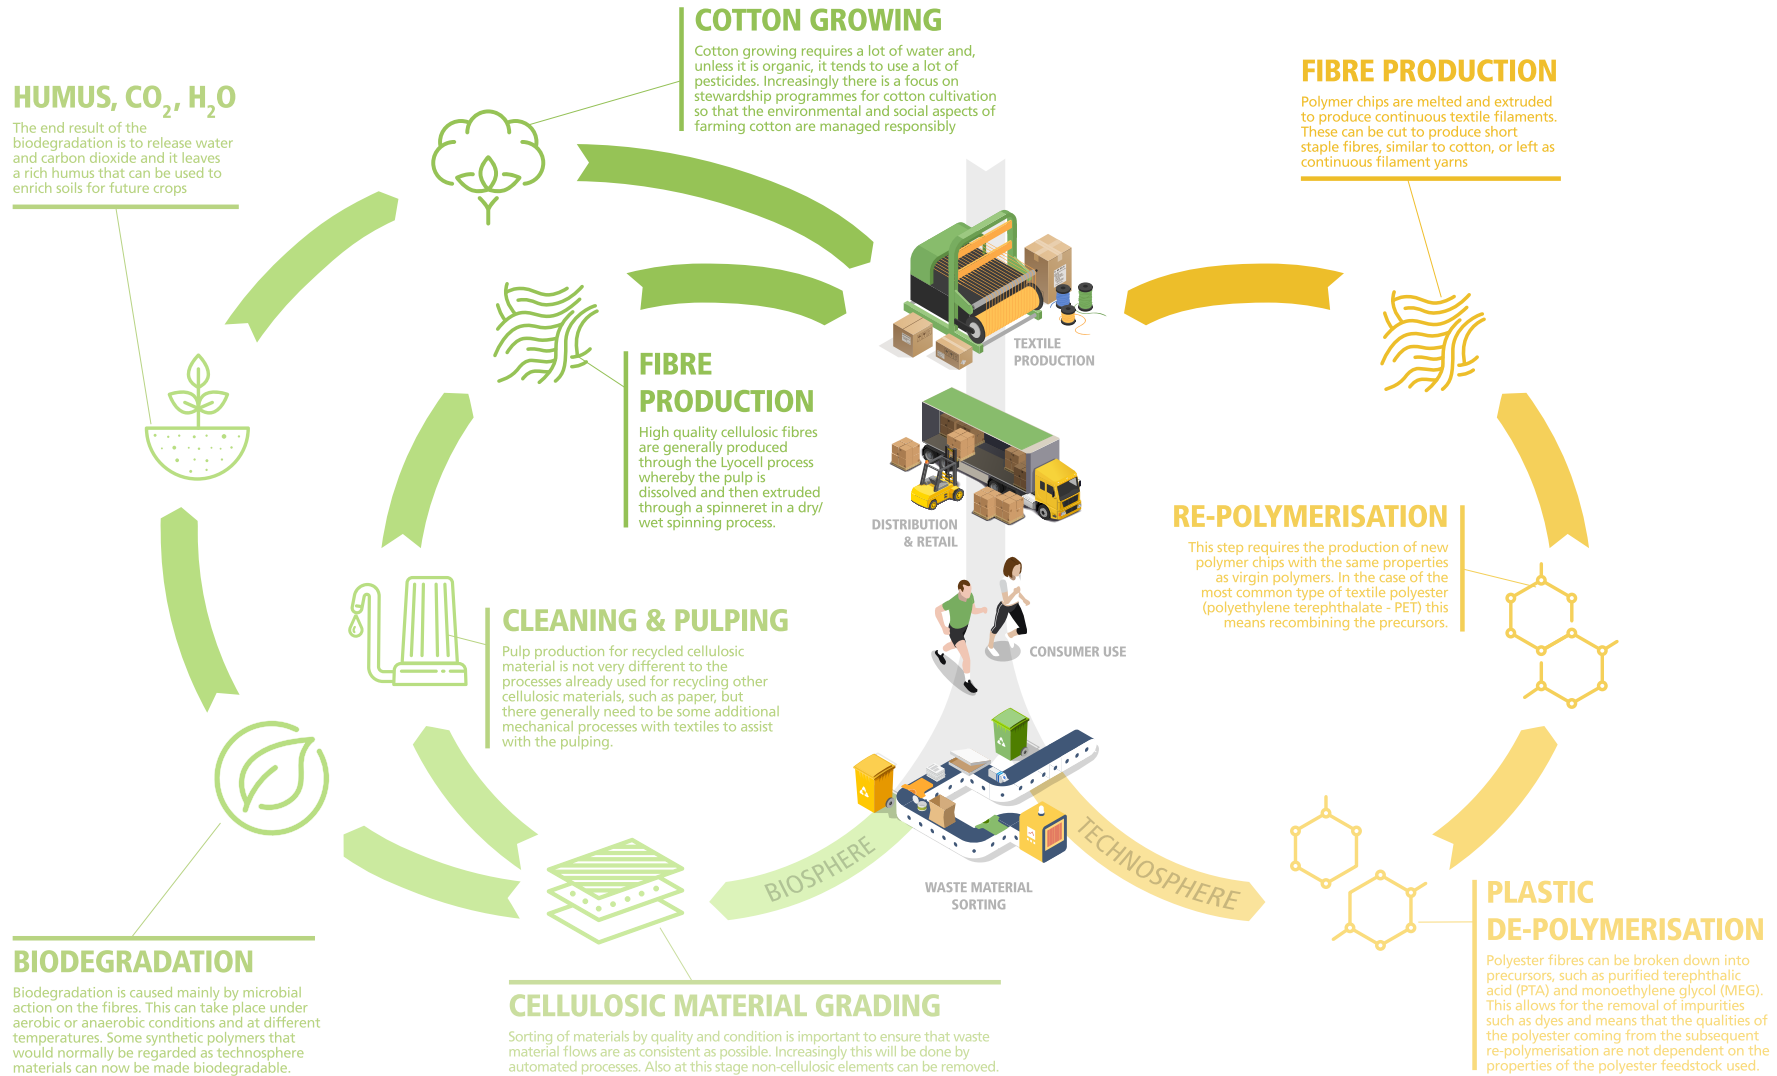 COTTON GROWING
Cotton growing requires a lot of water and,
unless it is organic, it tends to use a lot of
pesticides. Increasingly there is a focus on
stewardship programmes for cotton cultivation
so that the environmental and social aspects of
farming cotton are managed responsibly
HUMUS, CO2, H2O
The end result of the
biodegradation is to release water
and carbon dioxide and it leaves
a rich humus that can be used to
enrich soils for future crops
FIBRE PRODUCTION
Polymer chips are melted and extruded
to produce continuous textile filaments.
These can be cut to produce short
staple fibres, similar to cotton, or left as
continuous filament yarns
TEXTILE
PRODUCTION
FIBRE
PRODUCTION
High quality cellulosic fibres
are generally produced
through the Lyocell process
whereby the pulp is
dissolved and then extruded
through a spinneret in a dry/
wet spinning process.
DISTRIBUTION
& RETAIL
RE-POLYMERISATION
This step requires the production of new
polymer chips with the same properties
as virgin polymers. In the case of the
most common type of textile polyester
(polyethylene terephthalate - PET) this
means recombining the precursors.
CLEANING & PULPING
Pulp production for recycled cellulosic
material is not very different to the
processes already used for recycling other
cellulosic materials, such as paper, but
there generally need to be some additional
mechanical processes with textiles to assist
with the pulping.
CONSUMER USE
BIOSPHERE
TECHNOSPHERE
WASTE MATERIAL
SORTING
PLASTIC
DE-POLYMERISATION
Polyester fibres can be broken down into
precursors, such as purified terephthalic
acid (PTA) and monoethylene glycol (MEG).
This allows for the removal of impurities
such as dyes and means that the qualities of
the polyester coming from the subsequent
re-polymerisation are not dependent on the
properties of the polyester feedstock used.
BIODEGRADATION
Biodegradation is caused mainly by microbial
action on the fibres. This can take place under
aerobic or anaerobic conditions and at different
temperatures. Some synthetic polymers that
would normally be regarded as technosphere
materials can now be made biodegradable.
CELLULOSIC MATERIAL GRADING
Sorting of materials by quality and condition is important to ensure that waste
material flows are as consistent as possible. Increasingly this will be done by
automated processes. Also at this stage non-cellulosic elements can be removed.